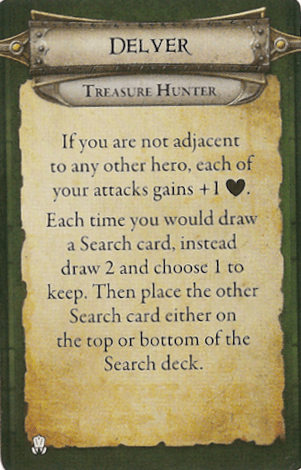 Delver
Treasure Hunter
If you are not adjacent
to any other hero, each of
your attacks gains +1 ♥.
Each time you would draw
a Search card, instead
draw 2 and choose 1 to
keep. Then place the other
Search card either on
the top or bottom of the
Search deck.